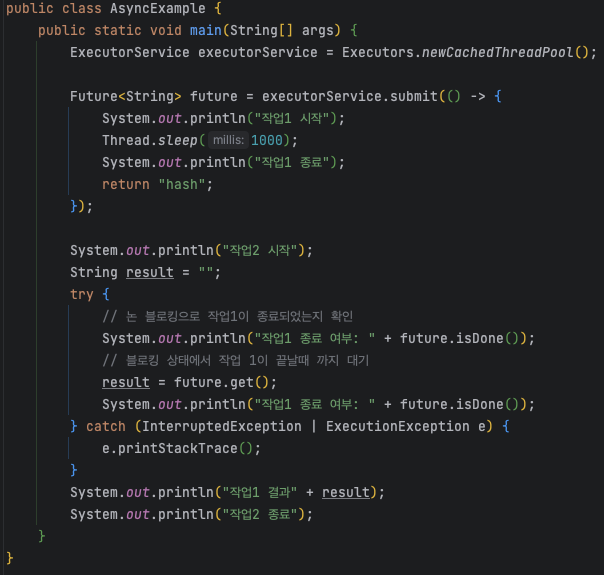 public class AsyncExample {
    public static void main(String[] args) {
        ExecutorService executorService = Executors.newCachedThreadPool();

        Future<String> future = executorService.submit(() -> {
            System.out.println("작업1 시작");
            Thread.sleep( millis: 1000);
            System.out.println("작업1 종료");
            return "hash";
        });

        System.out.println("작업2 시작");
        String result = "";
        try {
            // 논 블로킹으로 작업1이 종료되었는지 확인
            System.out.println("작업1 종료 여부: " + future.isDone());
            // 블로킹 상태에서 작업 1이 끝날때 까지 대기
            result = future.get();
            System.out.println("작업1 종료 여부: " + future.isDone());
        } catch (InterruptedException | ExecutionException e) {
            e.printStackTrace();
        }
        System.out.println("작업1 결과" + result);
        System.out.println("작업2 종료");
    }
}